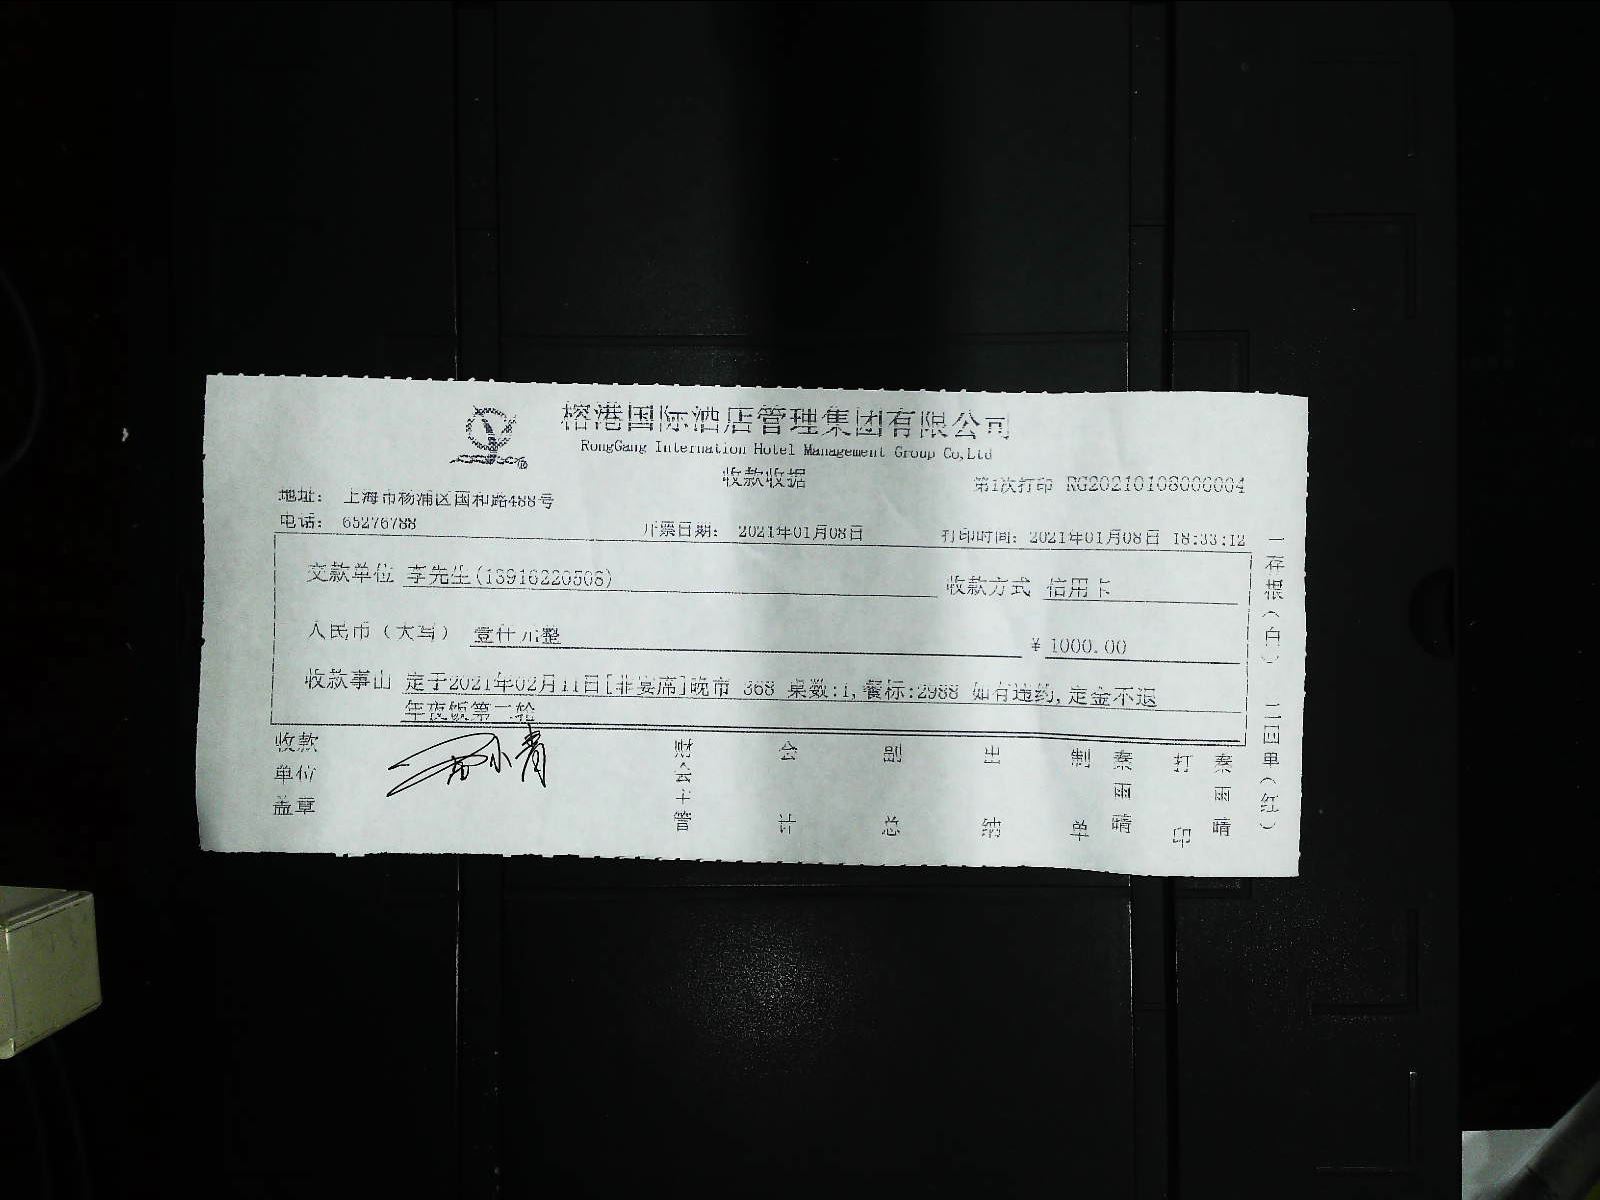 榕港国际酒店管理集团有限公司
RongGang Internation Hotel Management Group Co,Ltd
收款收据
第1次打印 RG20210108000004
地址: 上海市杨浦区国和路488号
电话: 65276788
开票日期: 2021年01月08日
打印时间: 2021年01月08日 18:33:12
交款单位 李先生(13916220508)
收款方式 信用卡
人民币（大写） 壹仟元整
¥ 1000.00
收款事由 定于2021年02月11日[非宴席]晚市 368 桌数:1,餐标:2988 如有违约,定金不退
年夜饭第二轮
收款单位盖章
小青
财会主管
会计
副总
出纳
制单 秦雨晴
打印 秦雨晴
一存根（白） 二回单（红）